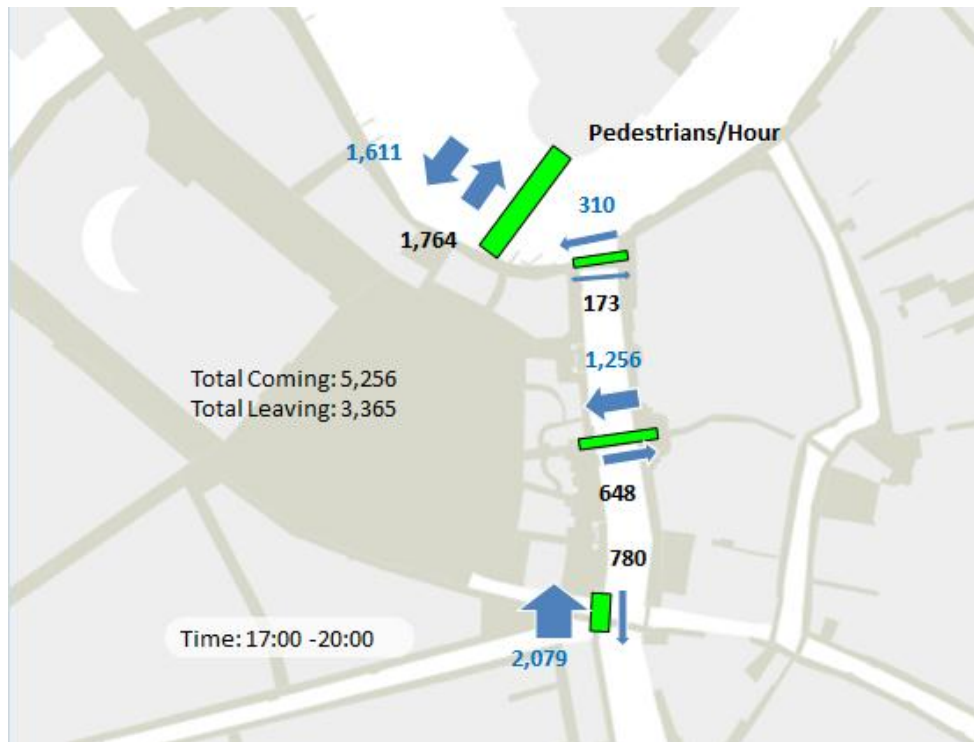 Pedestrians/Hour
1,611
310
1,764
173
1,256
Total Coming: 5,256
Total Leaving: 3,365
648
780
Time: 17:00 -20:00
2,079